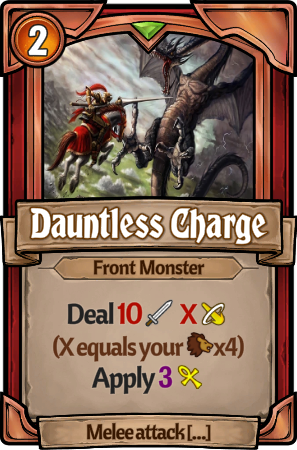 2
Dauntless Charge
Front Monster
Deal 10 X
(X equals your x4)
Apply 3
Melee attack [...]